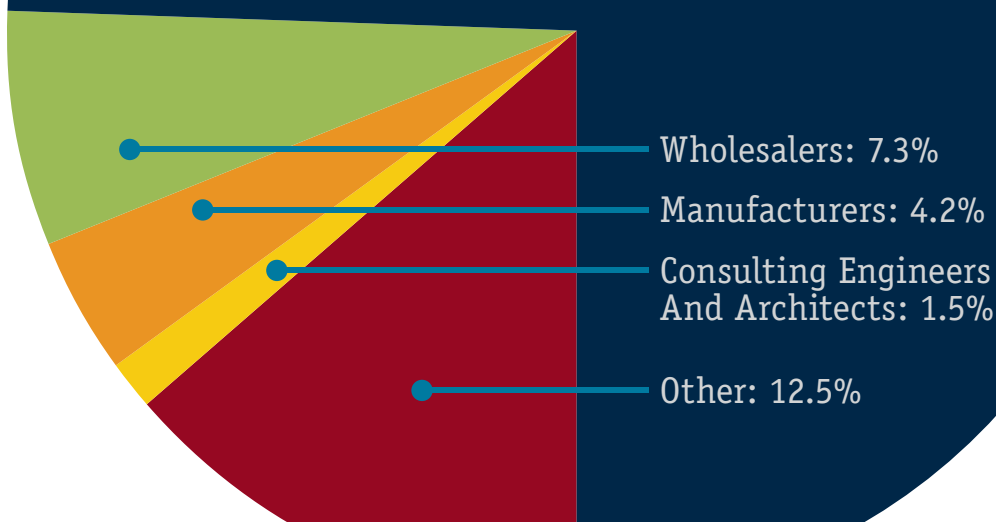 Wholesalers: 7.3%
Manufacturers: 4.2%
Consulting Engineers
And Architects: 1.5%
Other: 12.5%